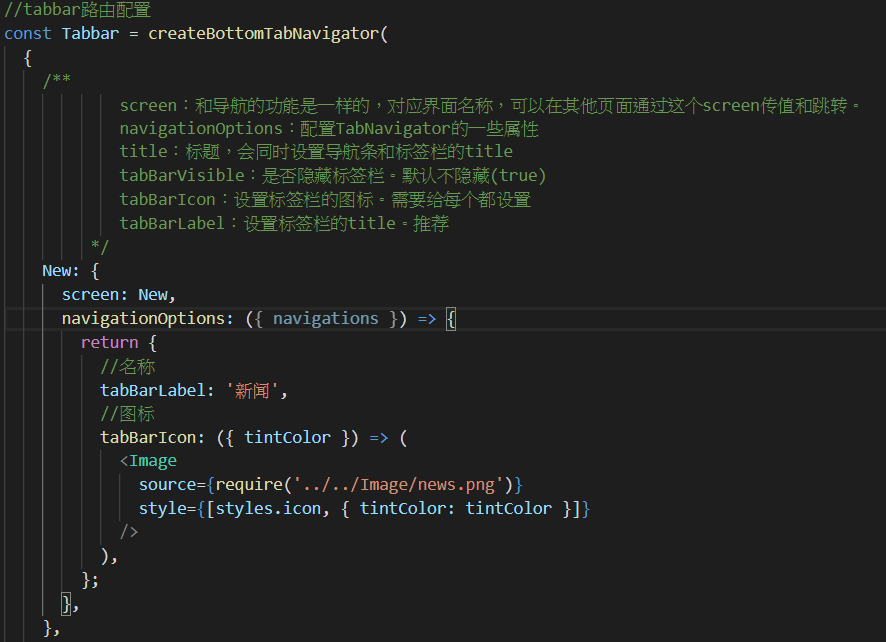 //tabbar路由配置
const Tabbar = createBottomTabNavigator(
{
/**
screen：和导航的功能是一样的，对应界面名称，可以在其他页面通过这个screen传值和跳转。
navigationOptions：配置TabNavigator的一些属性
title：标题，会同时设置导航条和标签栏的title
tabBarVisible：是否隐藏标签栏。默认不隐藏(true)
tabBarIcon：设置标签栏的图标。需要给每个都设置
tabBarLabel：设置标签栏的title。推荐
*/
New: {
screen: New,
navigationOptions: ({ navigations }) => {
return {
//名称
tabBarLabel: '新闻',
//图标
tabBarIcon: ({ tintColor }) => (
<Image
source={require('../../Image/news.png')}
style={[styles.icon, { tintColor: tintColor }]}
/>
),
};
},
},